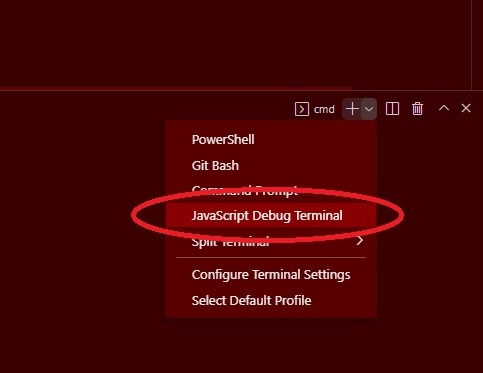 cmd
PowerShell
Git Bash
Command Prompt
JavaScript Debug Terminal
Split Terminal
Configure Terminal Settings
Select Default Profile